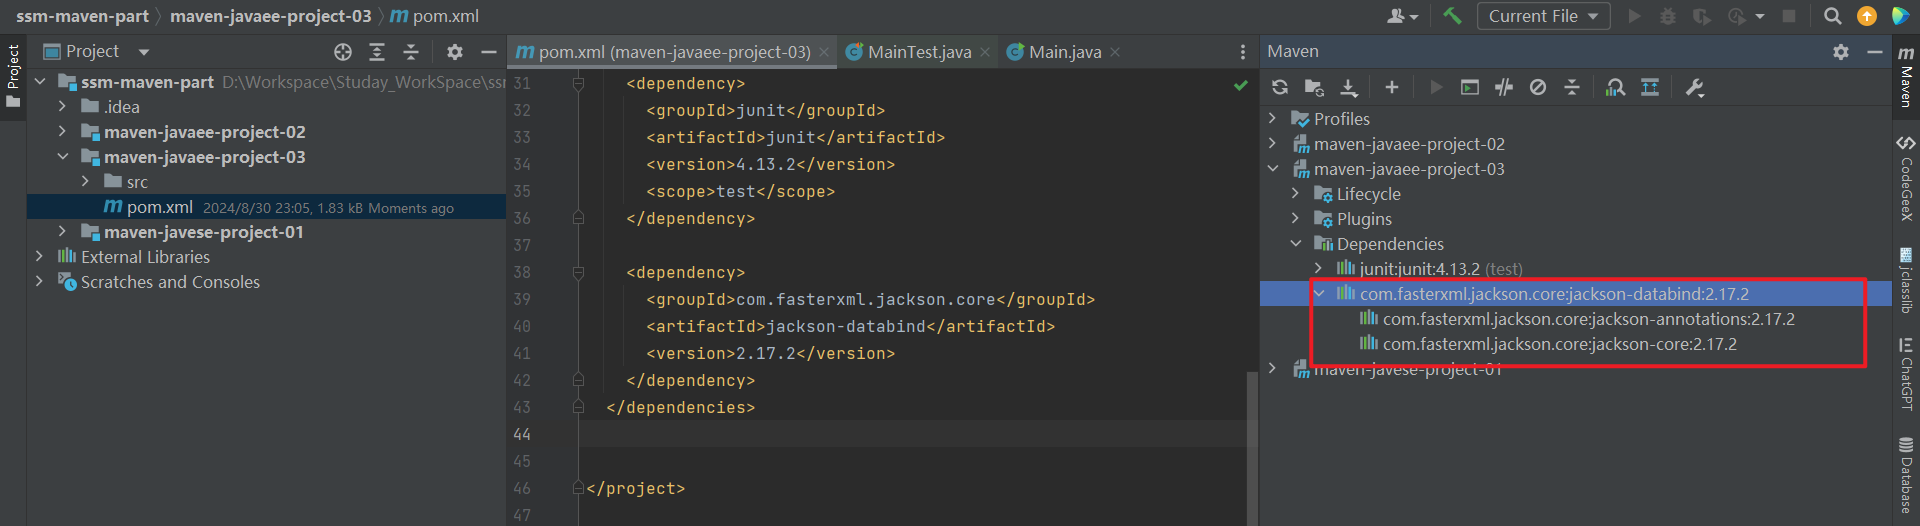 ssm-maven-part
maven-javaee-project-03
pom.xml
Current File
Project
Project
ssm-maven-part D:\Workspace\Studay_WorkSpace\ssr
.idea
maven-javaee-project-02
maven-javaee-project-03
src
pom.xml 2024/8/30 23:05, 1.83 kB Moments ago
maven-javese-project-01
External Libraries
Scratches and Consoles
pom.xml (maven-javaee-project-03)
MainTest.java
Main.java
31 <dependency>
32 <groupId>junit</groupId>
33 <artifactId>junit</artifactId>
34 <version>4.13.2</version>
35 <scope>test</scope>
36 </dependency>
37
38 <dependency>
39 <groupId>com.fasterxml.jackson.core</groupId>
40 <artifactId>jackson-databind</artifactId>
41 <version>2.17.2</version>
42 </dependency>
43 </dependencies>
44
45
46 </project>
47
Maven
Profiles
maven-javaee-project-02
maven-javaee-project-03
Lifecycle
Plugins
Dependencies
junit:junit:4.13.2 (test)
com.fasterxml.jackson.core:jackson-databind:2.17.2
com.fasterxml.jackson.core:jackson-annotations:2.17.2
com.fasterxml.jackson.core:jackson-core:2.17.2
maven-javese-project-01
Maven
CodeGeeX
jclasslib
ChatGPT
Database